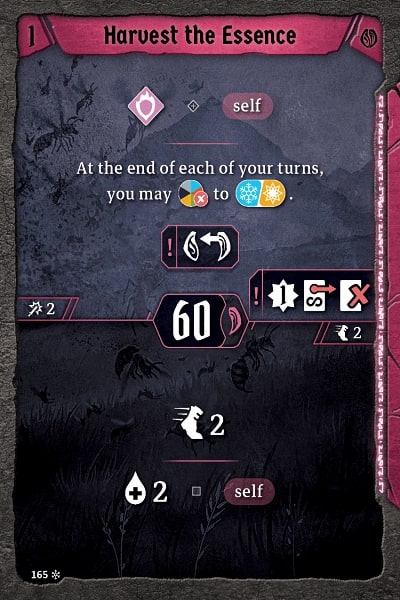 1
Harvest the Essence
self
At the end of each of your turns,
you may to .
!
!
S
2
60
2
2
2
self
165